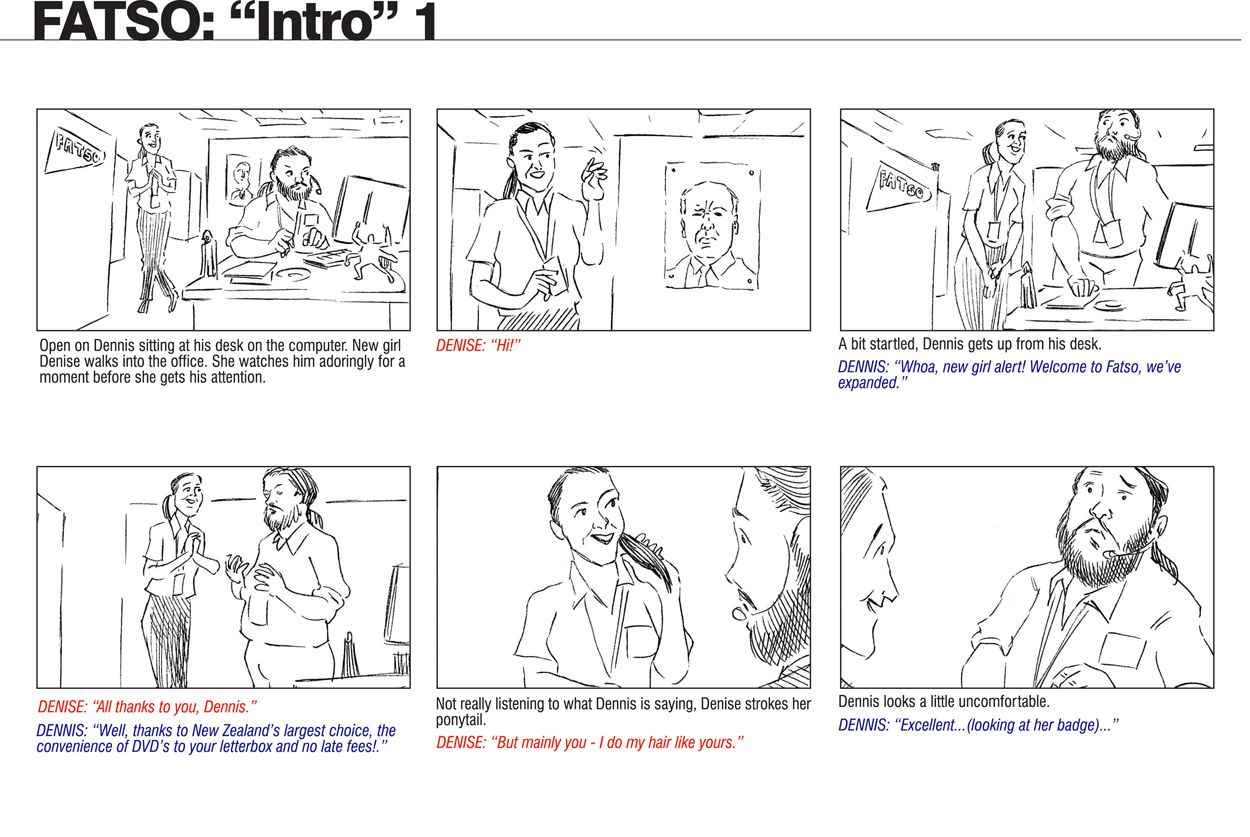 FATSO: “Intro” 1
FATSO
Open on Dennis sitting at his desk on the computer. New girl
Denise walks into the office. She watches him adoringly for a
moment before she gets his attention.
DENISE: “Hi!”
FATSO
A bit startled, Dennis gets up from his desk.
DENNIS: “Whoa, new girl alert! Welcome to Fatso, we’ve
expanded.”
DENISE: “All thanks to you, Dennis.”
DENNIS: “Well, thanks to New Zealand’s largest choice, the
convenience of DVD’s to your letterbox and no late fees!.”
Not really listening to what Dennis is saying, Denise strokes her
ponytail.
DENISE: “But mainly you - I do my hair like yours.”
Dennis looks a little uncomfortable.
DENNIS: “Excellent...(looking at her badge)...”